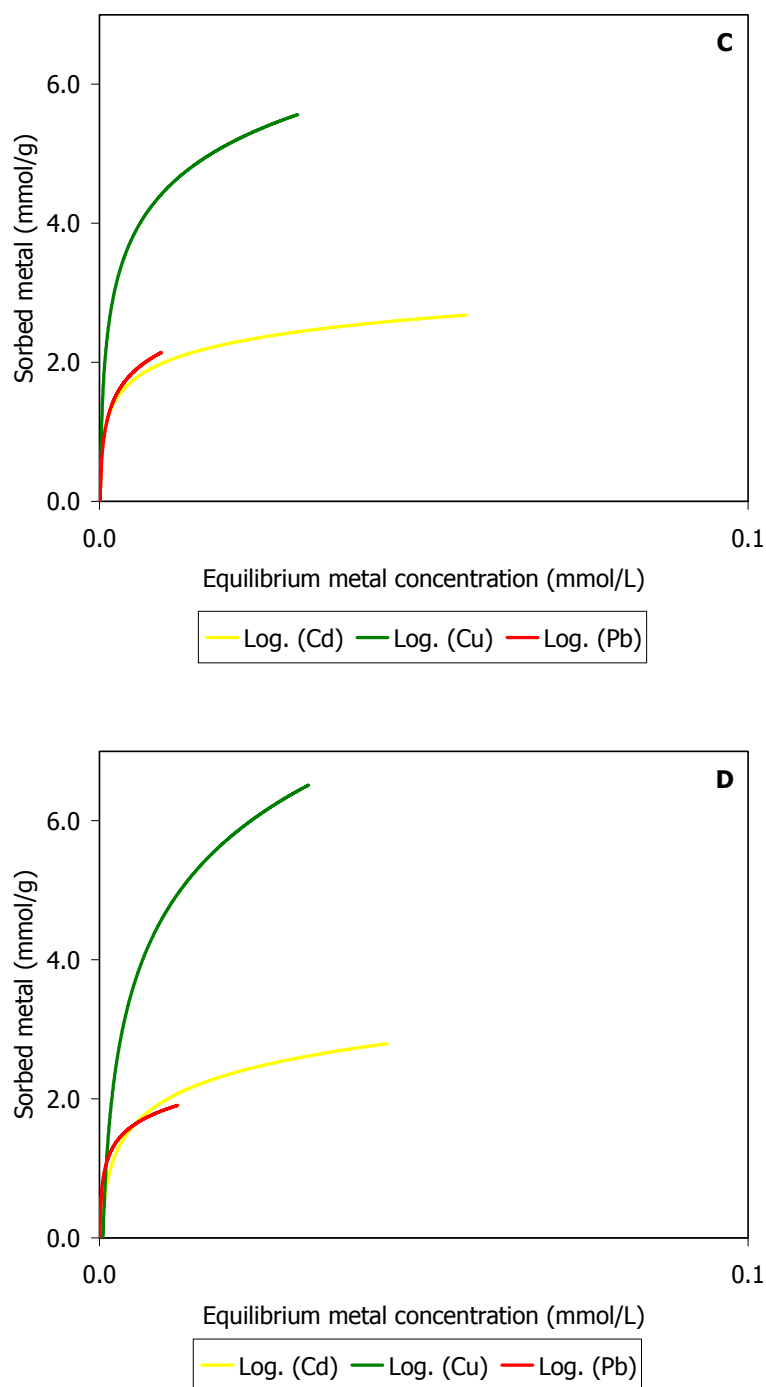 C
6.0
4.0
2.0
0.0
Sorbed metal (mmol/g)
0.0 0.1
Equilibrium metal concentration (mmol/L)
Log. (Cd) Log. (Cu) Log. (Pb)
D
6.0
4.0
2.0
0.0
Sorbed metal (mmol/g)
0.0 0.1
Equilibrium metal concentration (mmol/L)
Log. (Cd) Log. (Cu) Log. (Pb)